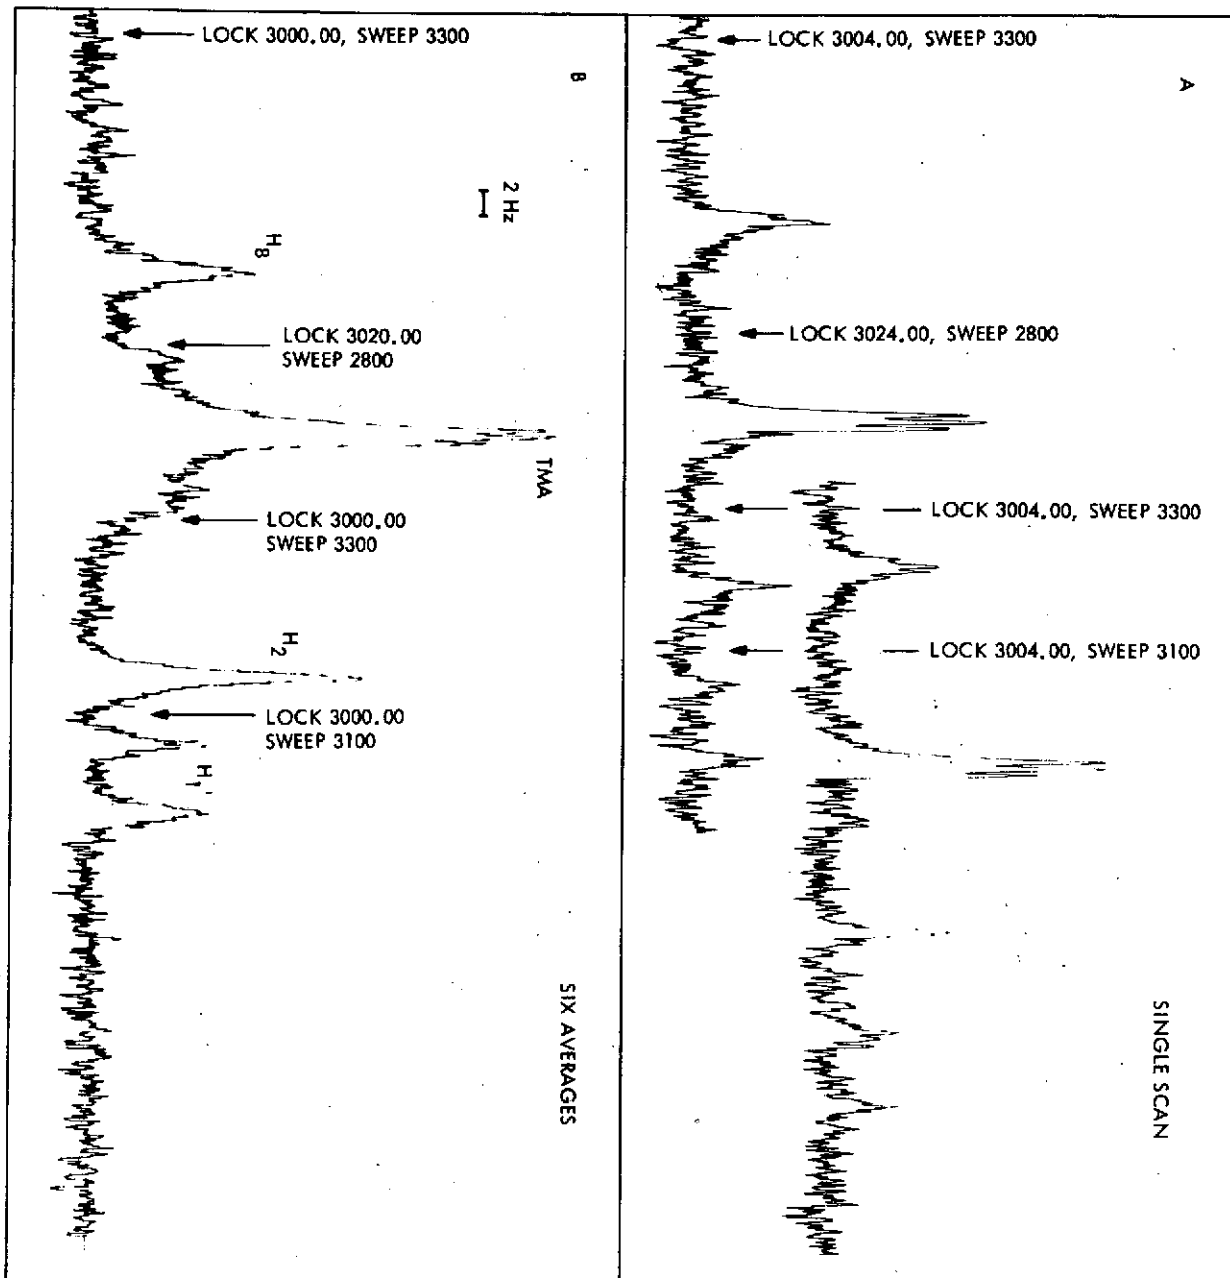 LOCK 3000.00, SWEEP 3300
B
2 Hz
H8
LOCK 3020.00
SWEEP 2800
TMA
LOCK 3000.00
SWEEP 3300
H2
LOCK 3000.00
SWEEP 3100
H1'
SIX AVERAGES
LOCK 3004.00, SWEEP 3300
A
LOCK 3024.00, SWEEP 2800
LOCK 3004.00, SWEEP 3300
LOCK 3004.00, SWEEP 3100
SINGLE SCAN